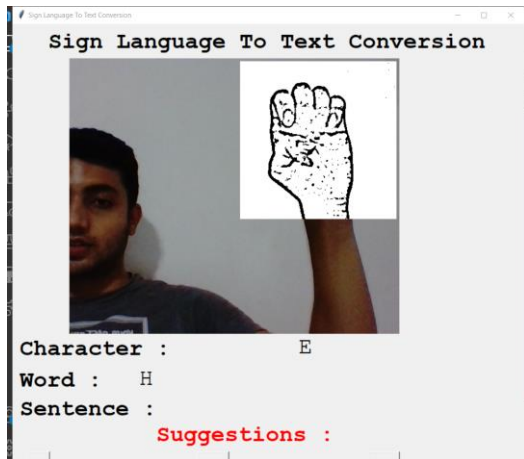 Sign Language To Text Conversion
Sign Language To Text Conversion
Character : E
Word : H
Sentence :
Suggestions :